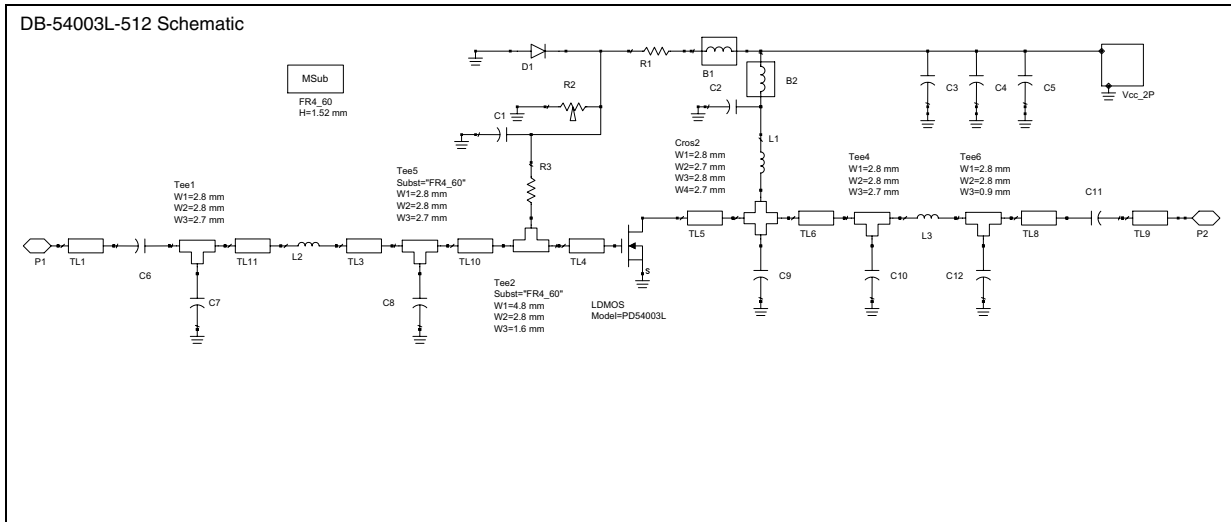 DB-54003L-512 Schematic
MSub
FR4_60
H=1.52 mm
D1
R1
B1
B2
R2
C2
C3
C4
C5
Vcc_2P
C1
R3
L1
Cros2
W1=2.8 mm
W2=2.7 mm
W3=2.8 mm
W4=2.7 mm
Tee5
Subst="FR4_60"
W1=2.8 mm
W2=2.8 mm
W3=2.7 mm
Tee4
W1=2.8 mm
W2=2.8 mm
W3=2.7 mm
Tee6
W1=2.8 mm
W2=2.8 mm
W3=0.9 mm
Tee1
W1=2.8 mm
W2=2.8 mm
W3=2.7 mm
C11
P1
TL1
C6
TL11
L2
TL3
TL10
TL4
S
TL5
TL6
L3
TL8
TL9
P2
C7
C8
C9
C10
C12
Tee2
Subst="FR4_60"
W1=4.8 mm
W2=2.8 mm
W3=1.6 mm
LDMOS
Model=PD54003L